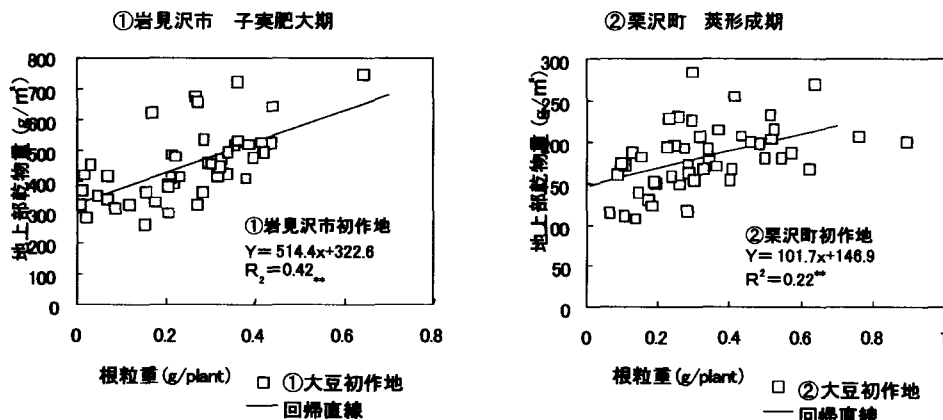 ①岩見沢市 子実肥大期
地上部乾物重(g/㎡)
800
700
600
500
400
300
200
100
0
①岩見沢市初作地
Y=514.4x+322.6
R2=0.42**
0 0.2 0.4 0.6 0.8
根粒重(g/plant)
□ ①大豆初作地
回帰直線
②栗沢町 莢形成期
地上部乾物重(g/㎡)
300
250
200
150
100
50
0
②栗沢町初作地
Y=101.7x+146.9
R²=0.22**
0 0.2 0.4 0.6 0.8 1
根粒重(g/plant)
□ ②大豆初作地
回帰直線